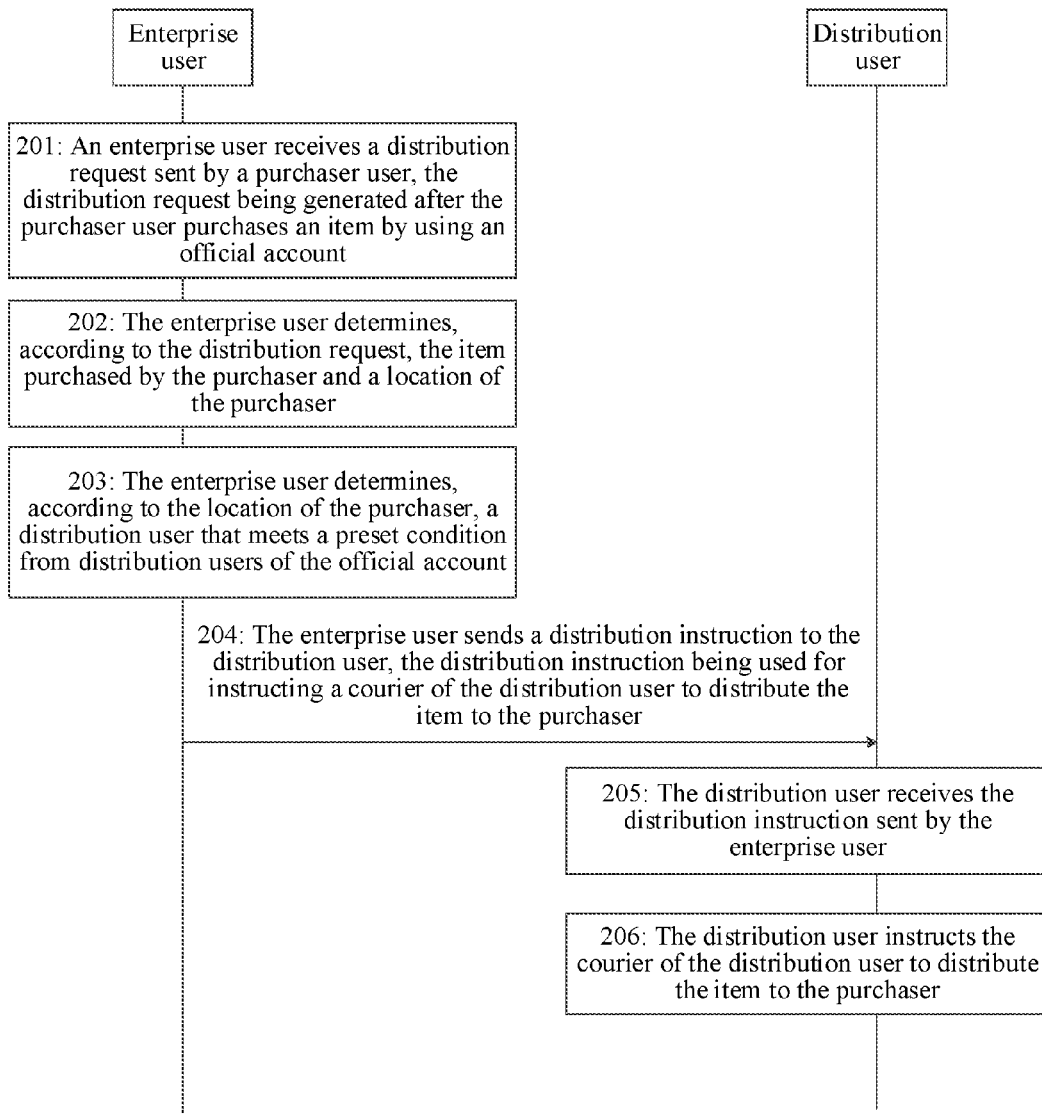 Enterprise
user
Distribution
user
201: An enterprise user receives a distribution
request sent by a purchaser user, the
distribution request being generated after the
purchaser user purchases an item by using an
official account
202: The enterprise user determines,
according to the distribution request, the item
purchased by the purchaser and a location of
the purchaser
203: The enterprise user determines,
according to the location of the purchaser, a
distribution user that meets a preset condition
from distribution users of the official account
204: The enterprise user sends a distribution instruction to the
distribution user, the distribution instruction being used for
instructing a courier of the distribution user to distribute the
item to the purchaser
205: The distribution user receives the
distribution instruction sent by the
enterprise user
206: The distribution user instructs the
courier of the distribution user to distribute
the item to the purchaser